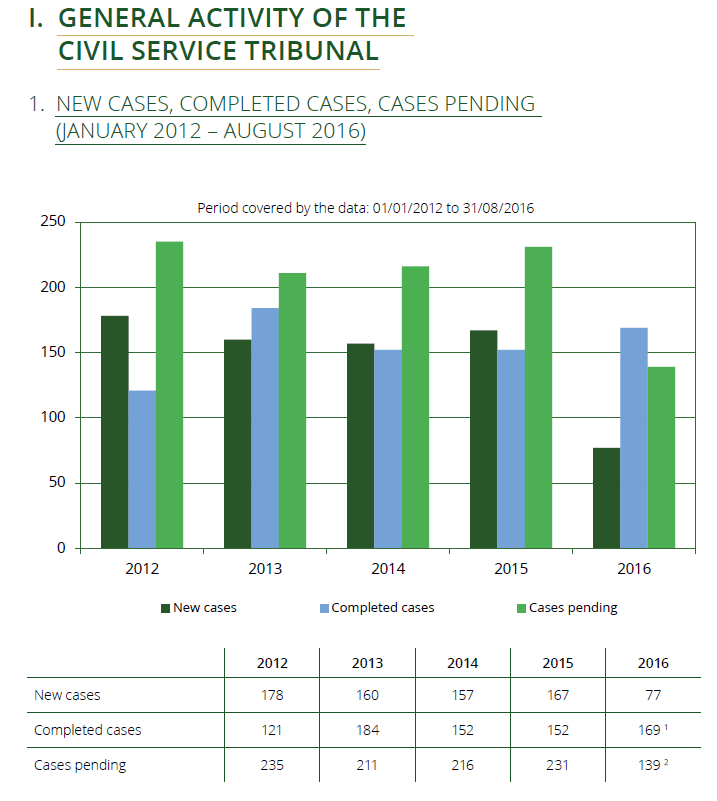 I. GENERAL ACTIVITY OF THE
CIVIL SERVICE TRIBUNAL
1. NEW CASES, COMPLETED CASES, CASES PENDING
(JANUARY 2012 – AUGUST 2016)
Period covered by the data: 01/01/2012 to 31/08/2016
250
200
150
100
50
0
2012 2013 2014 2015 2016
New cases Completed cases Cases pending
2012 2013 2014 2015 2016
New cases 178 160 157 167 77
Completed cases 121 184 152 152 169 ¹
Cases pending 235 211 216 231 139 ²